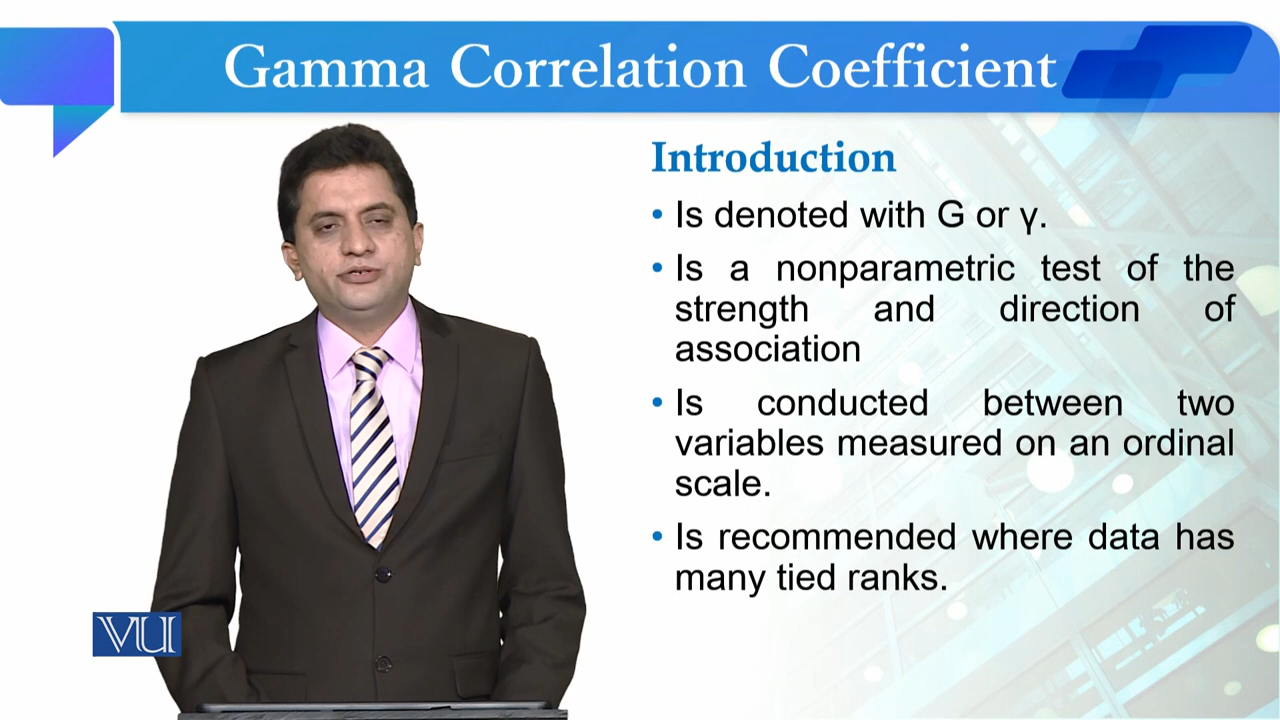 Gamma Correlation Coefficient
Introduction
• Is denoted with G or γ.
• Is a nonparametric test of the
strength and direction of
association
• Is conducted between two
variables measured on an ordinal
scale.
• Is recommended where data has
many tied ranks.
VU